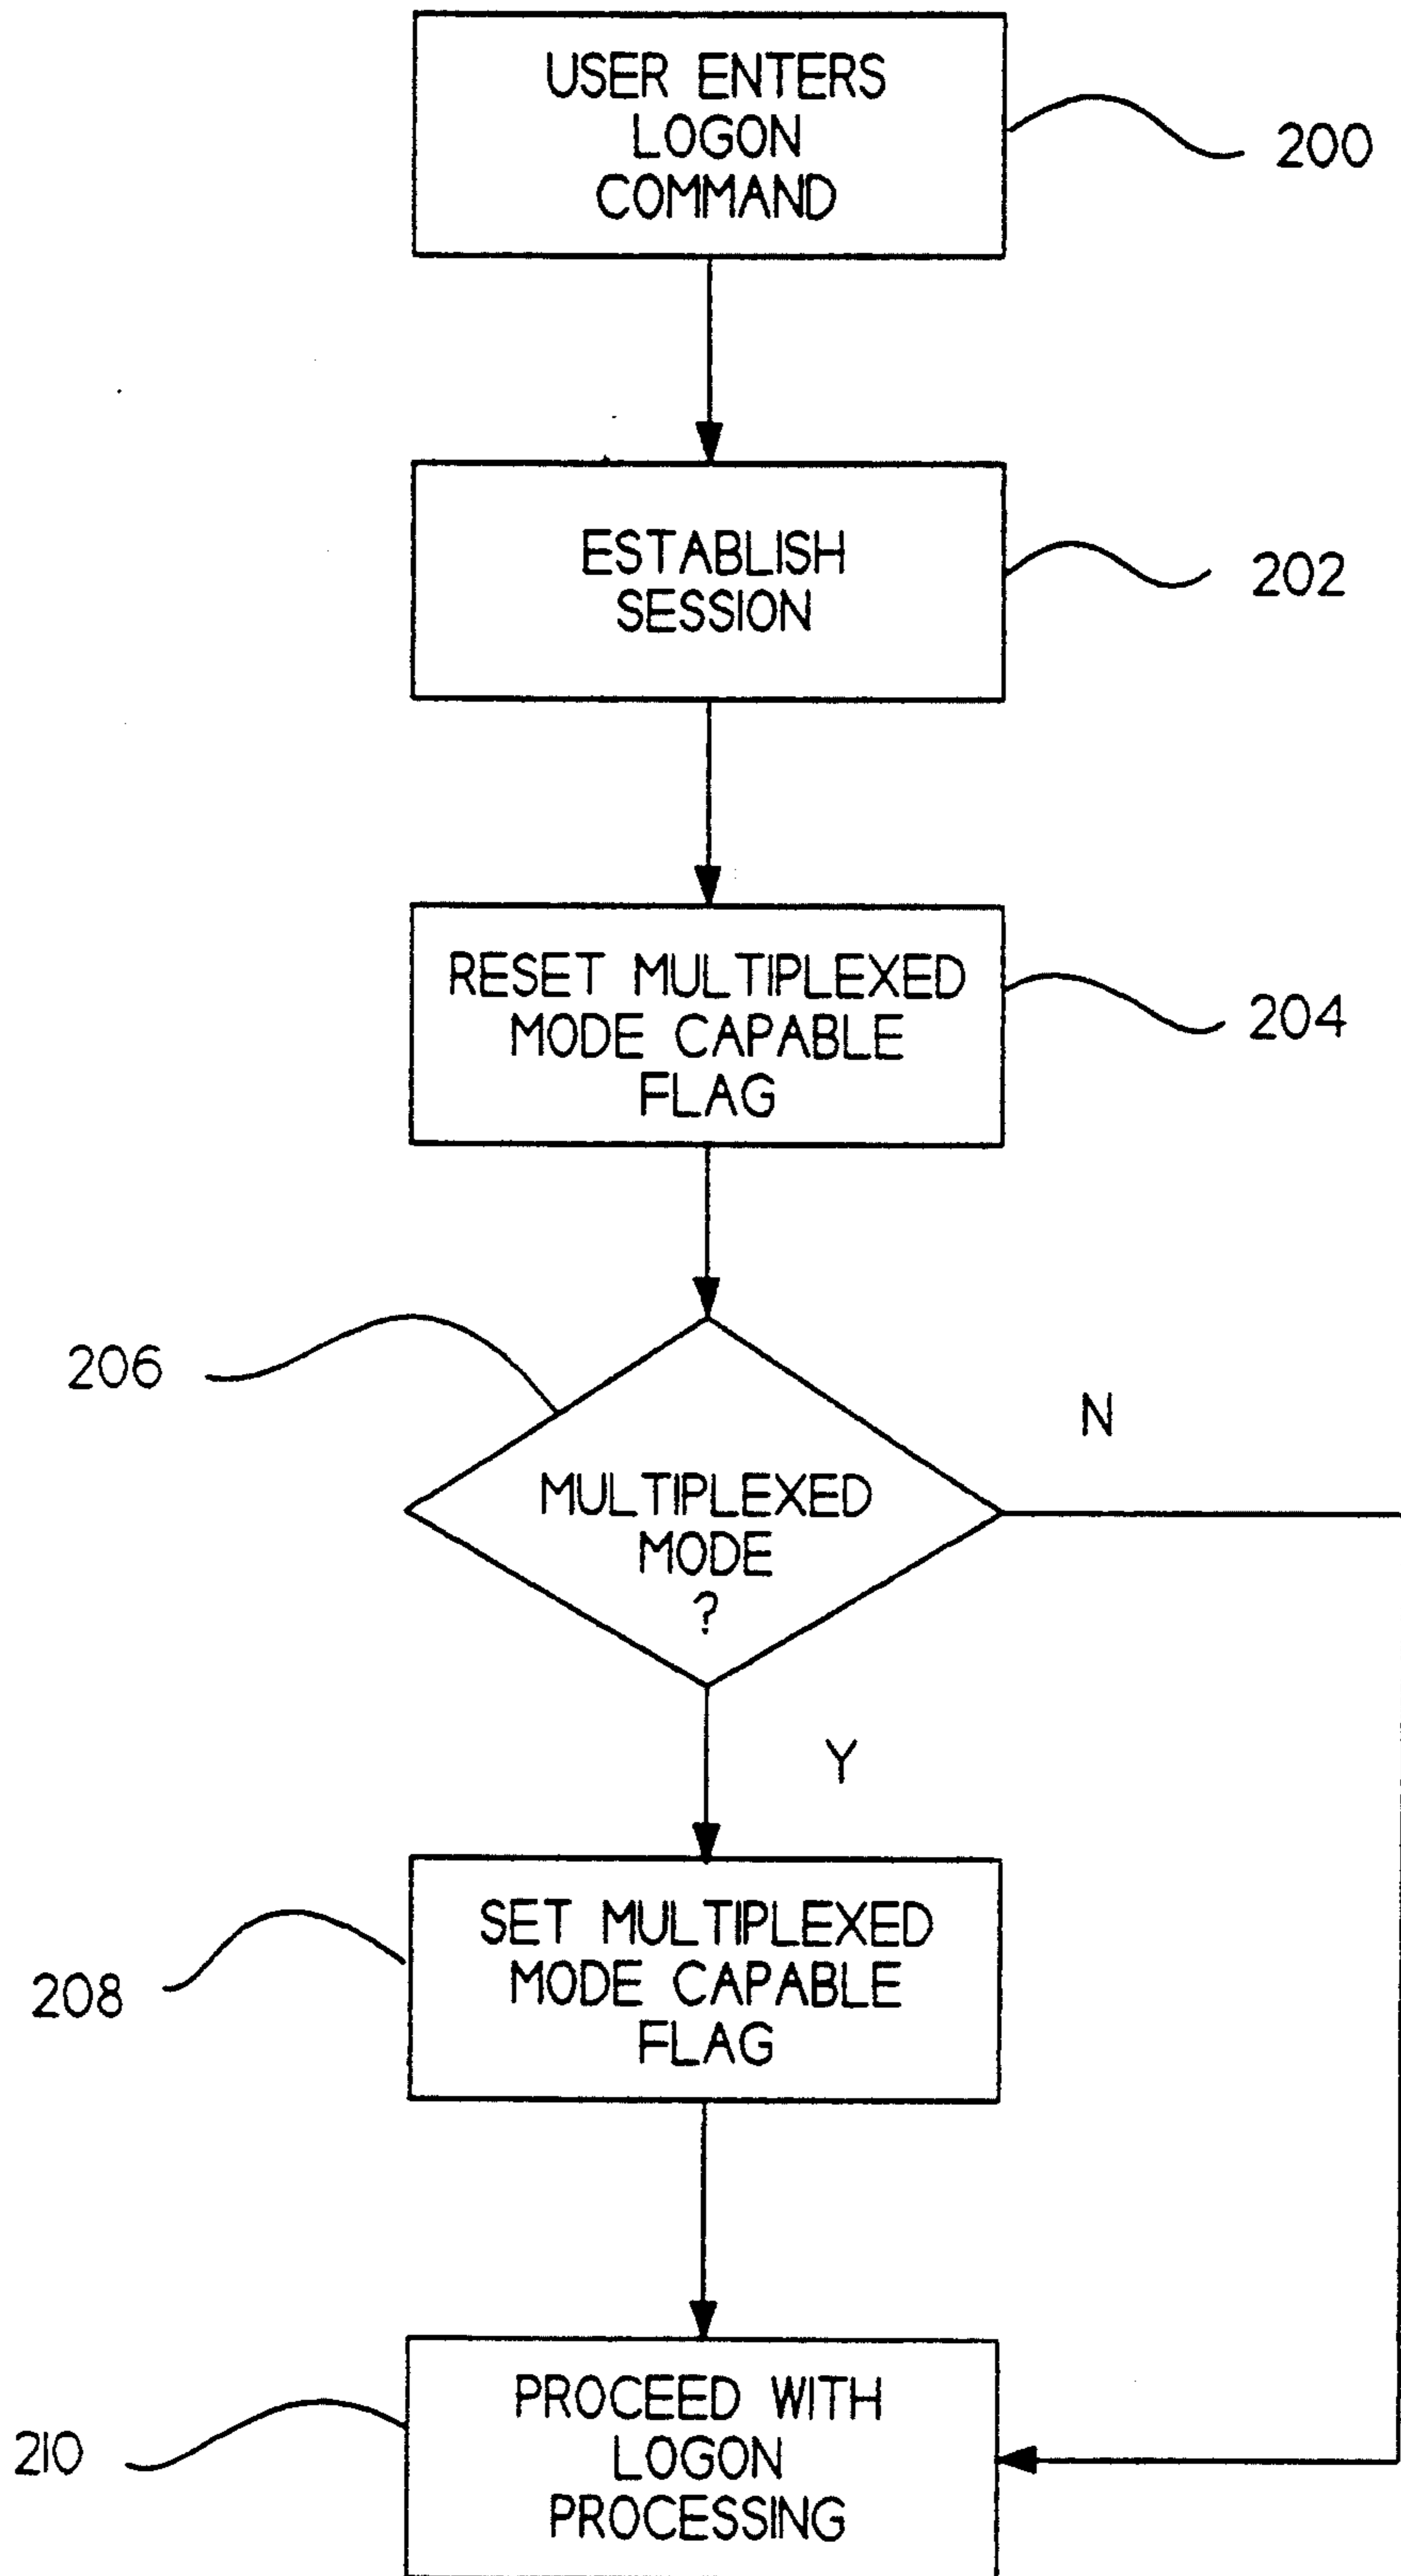 USER ENTERS
LOGON
COMMAND
200
ESTABLISH
SESSION
202
RESET MULTIPLEXED
MODE CAPABLE
FLAG
204
206
N
MULTIPLEXED
MODE
?
Y
SET MULTIPLEXED
MODE CAPABLE
FLAG
208
PROCEED WITH
LOGON
PROCESSING
210